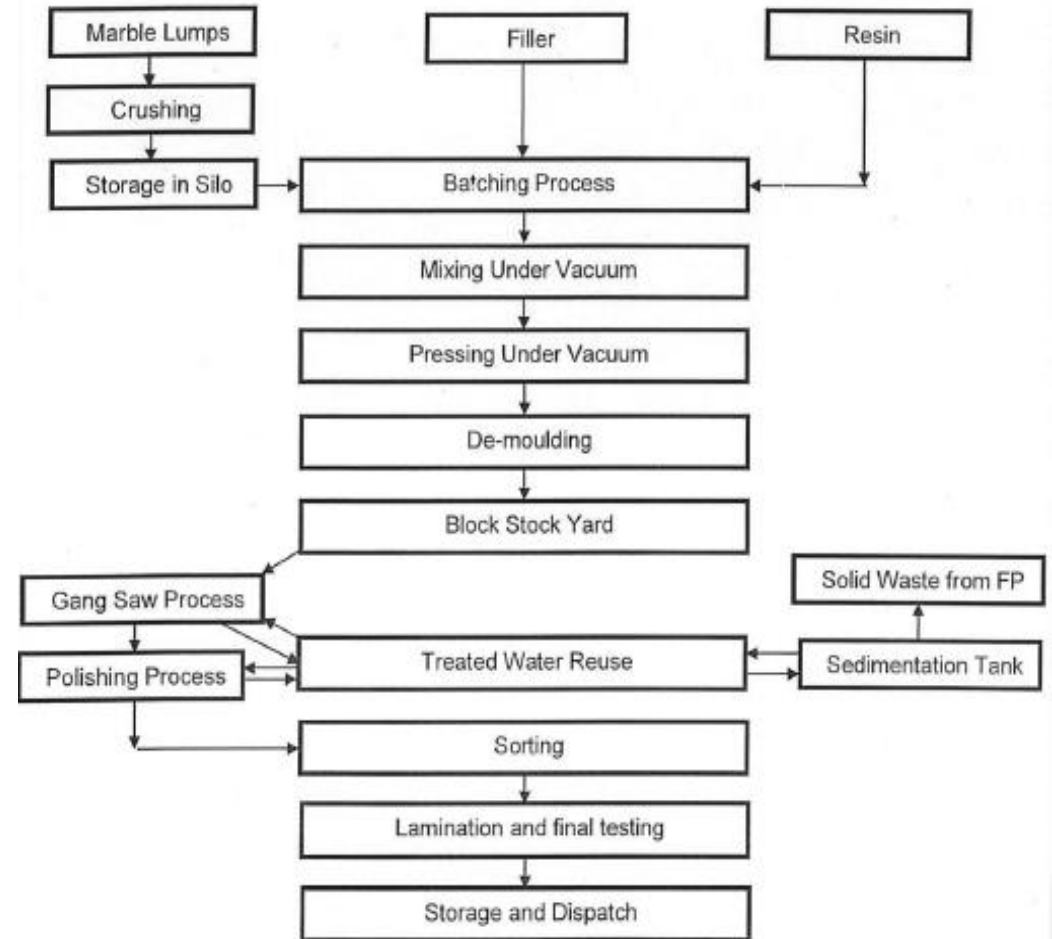 Marble Lumps
Filler
Resin
Crushing
Storage in Silo
Batching Process
Mixing Under Vacuum
Pressing Under Vacuum
De-moulding
Block Stock Yard
Gang Saw Process
Solid Waste from FP
Treated Water Reuse
Sedimentation Tank
Polishing Process
Sorting
Lamination and final testing
Storage and Dispatch